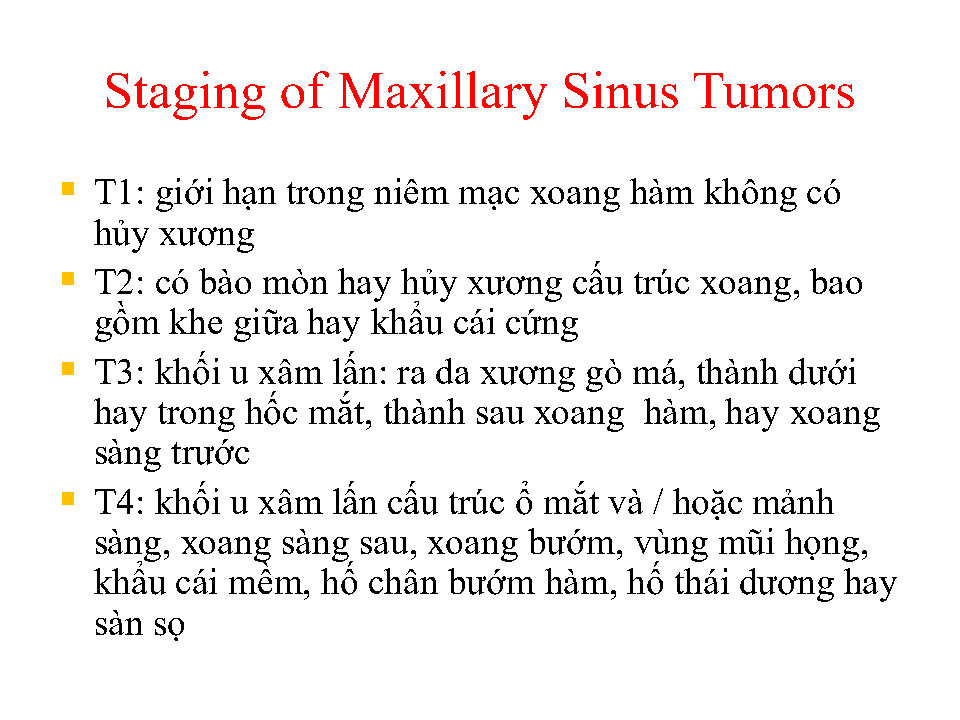 Staging of Maxillary Sinus Tumors
T1: giới hạn trong niêm mạc xoang hàm không có
hủy xương
T2: có bào mòn hay hủy xương cấu trúc xoang, bao
gồm khe giữa hay khẩu cái cứng
T3: khối u xâm lấn: ra da xương gò má, thành dưới
hay trong hốc mắt, thành sau xoang hàm, hay xoang
sàng trước
T4: khối u xâm lấn cấu trúc ổ mắt và / hoặc mảnh
sàng, xoang sàng sau, xoang bướm, vùng mũi họng,
khẩu cái mềm, hố chân bướm hàm, hố thái dương hay
sàn sọ